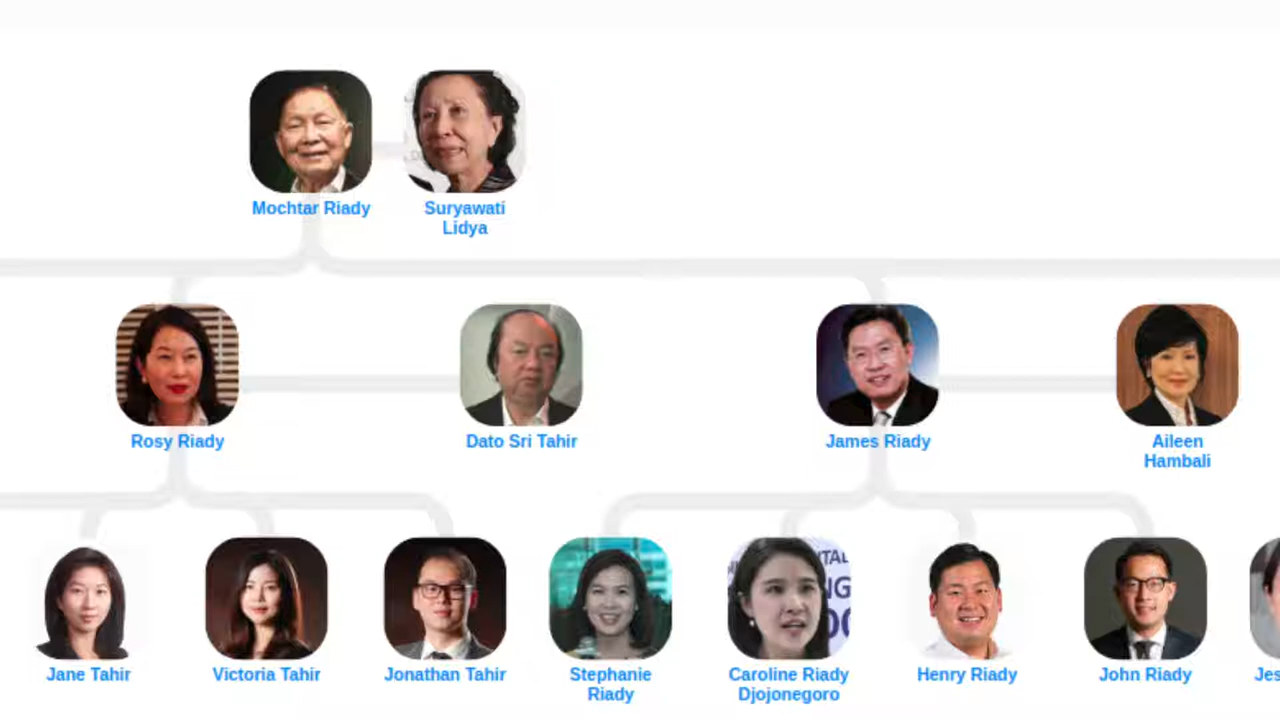 Mochtar Riady
Suryawati
Lidya
Rosy Riady
Dato Sri Tahir
James Riady
Aileen
Hambali
Jane Tahir
Victoria Tahir
Jonathan Tahir
Stephanie
Riady
Caroline Riady
Djojonegoro
Henry Riady
John Riady
Jes